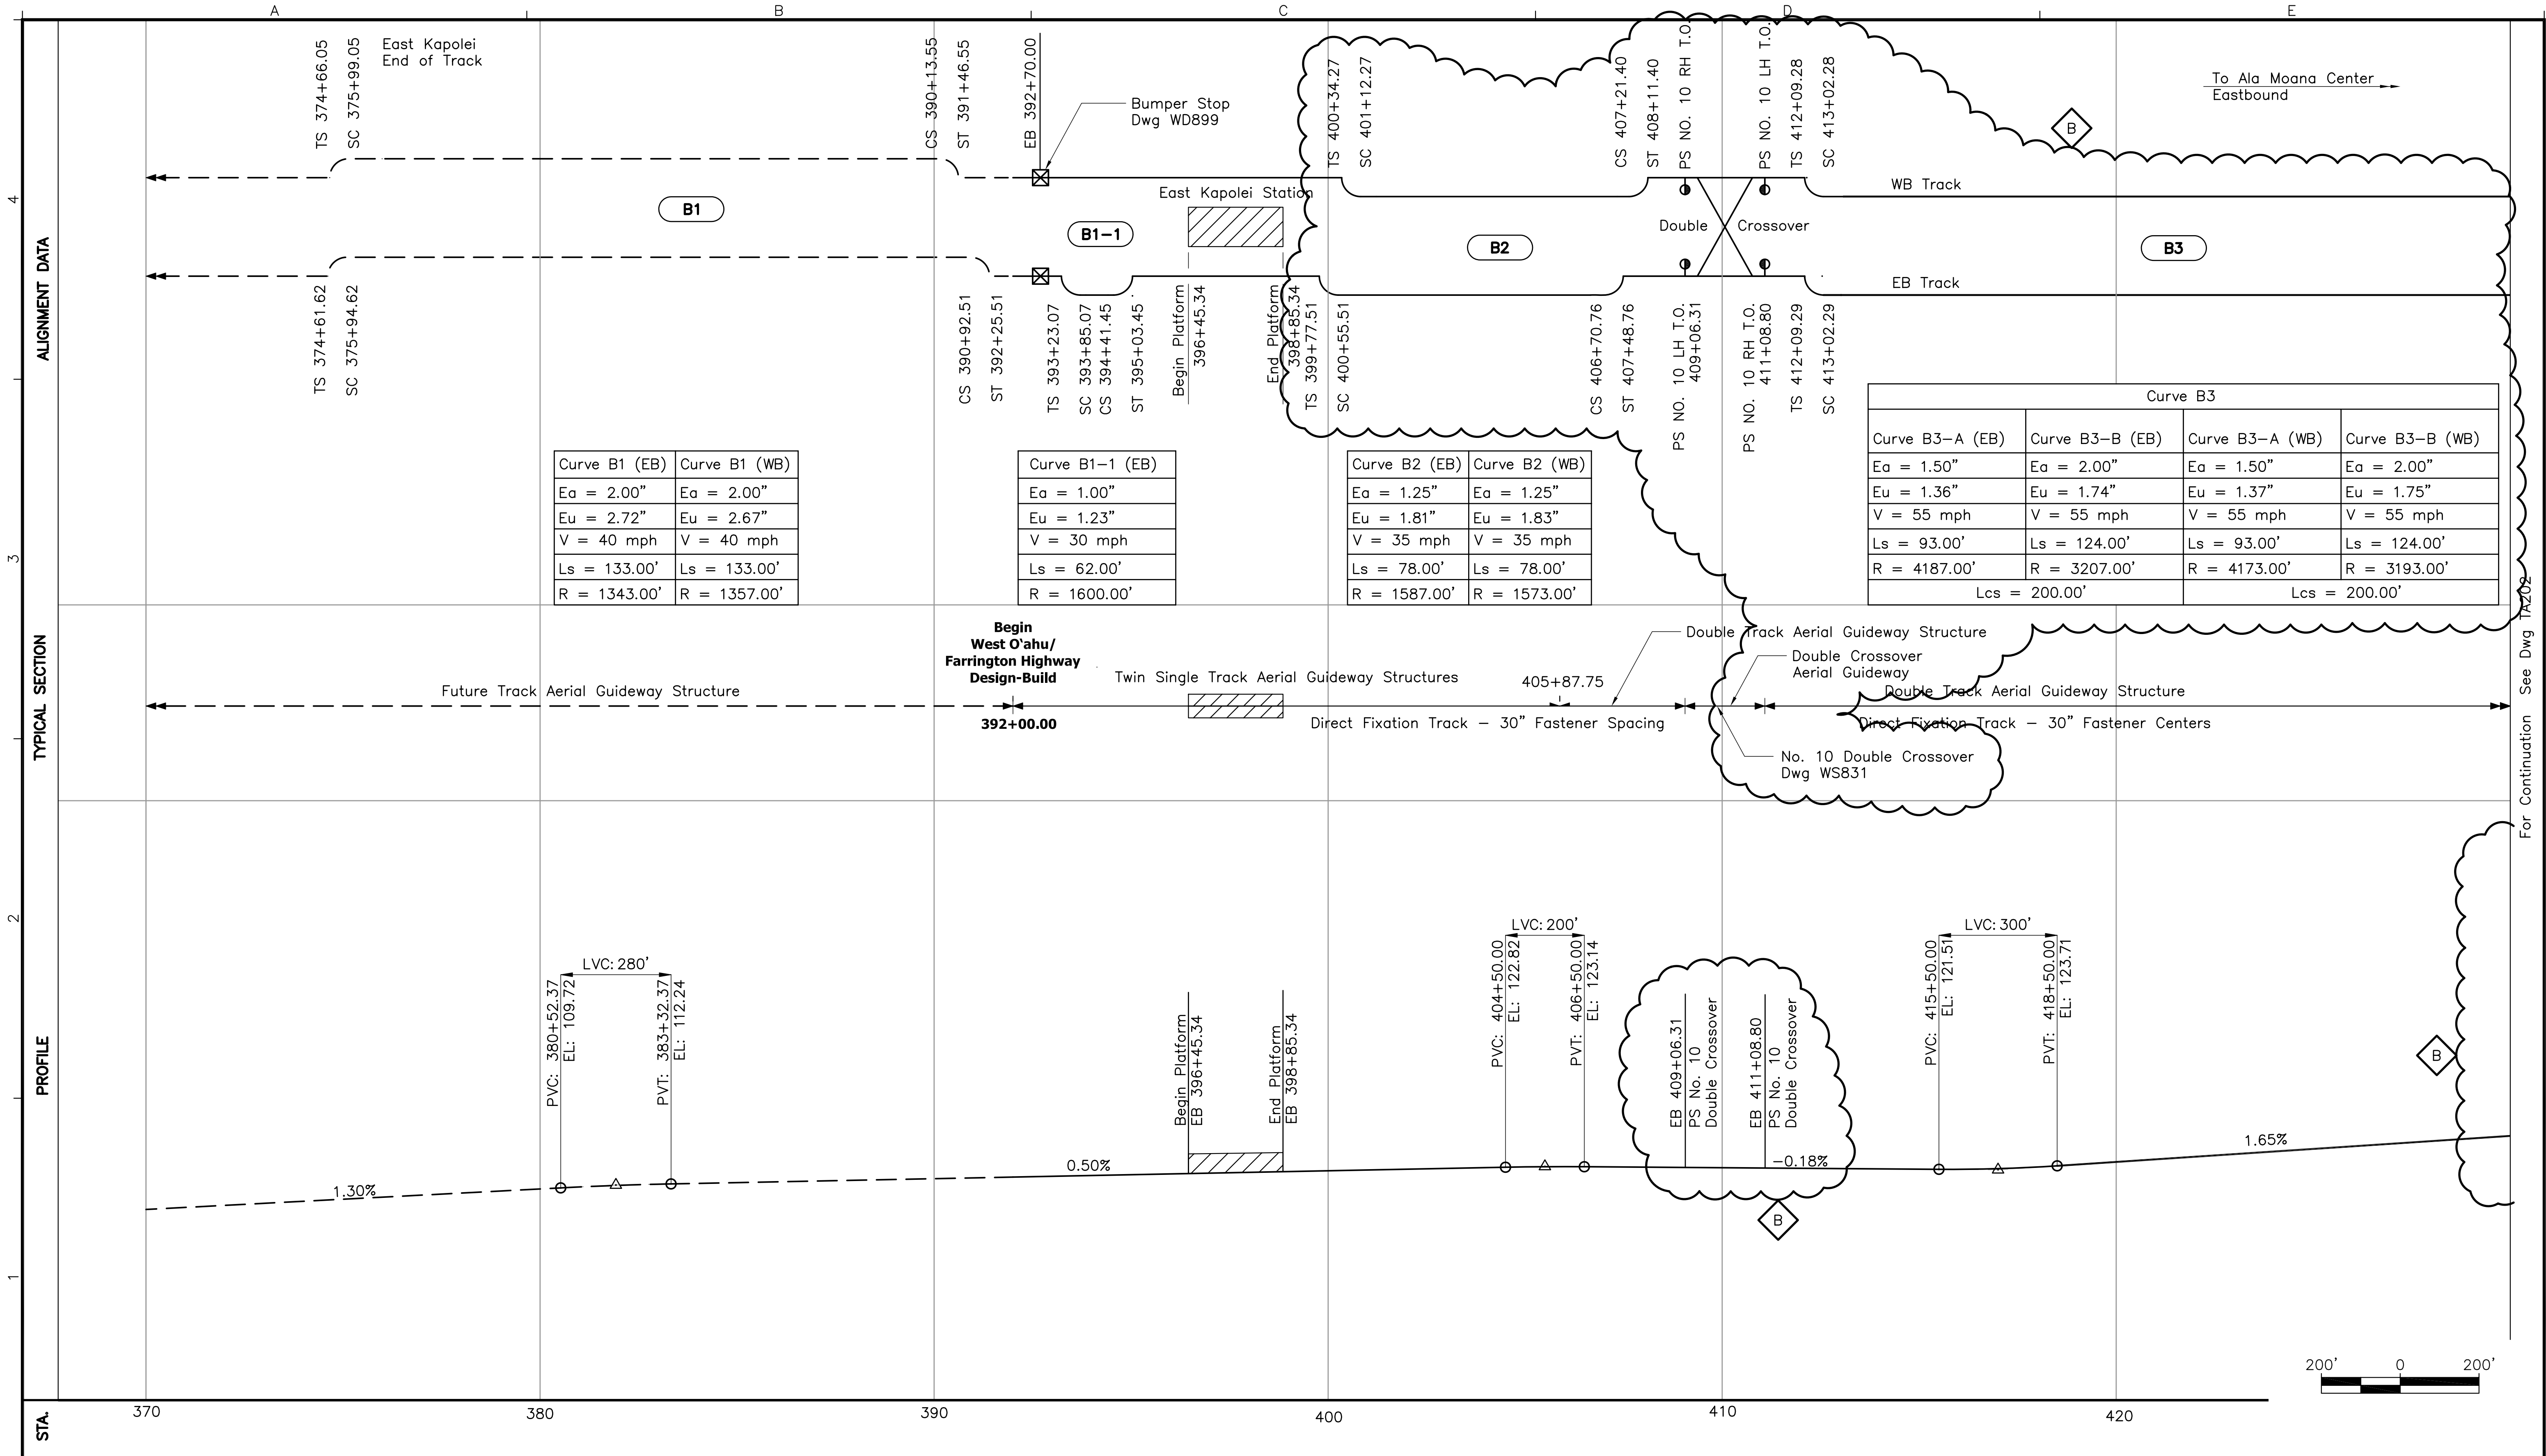 A
B
C
D
E
4
3
2
1
ALIGNMENT DATA
TYPICAL SECTION
PROFILE
STA.
TS 374+66.05
SC 375+99.05
East Kapolei
End of Track
CS 390+13.55
ST 391+46.55
EB 392+70.00
Bumper Stop
Dwg WD899
TS 400+34.27
SC 401+12.27
CS 407+21.40
ST 408+11.40
PS NO. 10 RH T.O.
PS NO. 10 LH T.O.
TS 412+09.28
SC 413+02.28
To Ala Moana Center
Eastbound
B
B1
B1-1
East Kapolei Station
B2
Double Crossover
WB Track
B3
EB Track
TS 374+61.62
SC 375+94.62
CS 390+92.51
ST 392+25.51
TS 393+23.07
SC 393+85.07
CS 394+41.45
ST 395+03.45
Begin Platform
396+45.34
End Platform
398+85.34
TS 399+77.51
SC 400+55.51
CS 406+70.76
ST 407+48.76
PS NO. 10 LH T.O.
409+06.31
PS NO. 10 RH T.O.
411+08.80
TS 412+09.29
SC 413+02.29
Curve B1 (EB) Curve B1 (WB)
Ea = 2.00" Ea = 2.00"
Eu = 2.72" Eu = 2.67"
V = 40 mph V = 40 mph
Ls = 133.00' Ls = 133.00'
R = 1343.00' R = 1357.00'
Curve B1-1 (EB)
Ea = 1.00"
Eu = 1.23"
V = 30 mph
Ls = 62.00'
R = 1600.00'
Curve B2 (EB) Curve B2 (WB)
Ea = 1.25" Ea = 1.25"
Eu = 1.81" Eu = 1.83"
V = 35 mph V = 35 mph
Ls = 78.00' Ls = 78.00'
R = 1587.00' R = 1573.00'
Curve B3
Curve B3-A (EB) Curve B3-B (EB) Curve B3-A (WB) Curve B3-B (WB)
Ea = 1.50" Ea = 2.00" Ea = 1.50" Ea = 2.00"
Eu = 1.36" Eu = 1.74" Eu = 1.37" Eu = 1.75"
V = 55 mph V = 55 mph V = 55 mph V = 55 mph
Ls = 93.00' Ls = 124.00' Ls = 93.00' Ls = 124.00'
R = 4187.00' R = 3207.00' R = 4173.00' R = 3193.00'
Lcs = 200.00' Lcs = 200.00'
For Continuation See Dwg TA202
Begin
West O'ahu/
Farrington Highway
Design-Build
392+00.00
Future Track Aerial Guideway Structure
Twin Single Track Aerial Guideway Structures
405+87.75
Double Track Aerial Guideway Structure
Double Crossover
Aerial Guideway
Double Track Aerial Guideway Structure
Direct Fixation Track - 30" Fastener Spacing
Direct Fixation Track - 30" Fastener Centers
No. 10 Double Crossover
Dwg WS831
LVC: 280'
PVC: 380+52.37
EL: 109.72
PVT: 383+32.37
EL: 112.24
Begin Platform
EB 396+45.34
End Platform
EB 398+85.34
LVC: 200'
PVC: 404+50.00
EL: 122.82
PVT: 406+50.00
EL: 123.14
EB 409+06.31
PS No. 10
Double Crossover
EB 411+08.80
PS No. 10
Double Crossover
LVC: 300'
PVC: 415+50.00
EL: 121.51
PVT: 418+50.00
EL: 123.71
B
1.30%
0.50%
-0.18%
1.65%
B
200' 0 200'
370
380
390
400
410
420